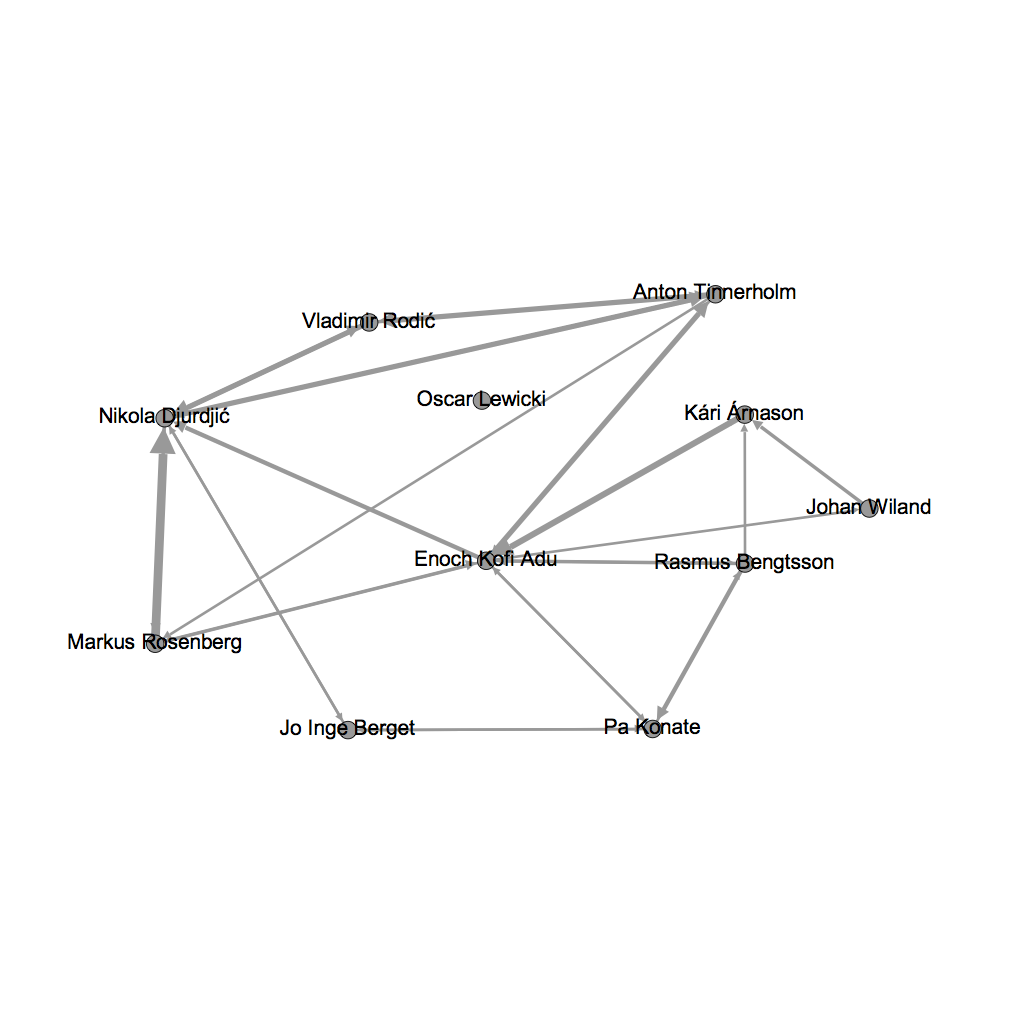 Anton Tinnerholm
Vladimir Rodić
Oscar Lewicki
Nikola Djurdjić
Kári Árnason
Johan Wiland
Enoch Kofi Adu
Rasmus Bengtsson
Markus Rosenberg
Jo Inge Berget
Pa Konate